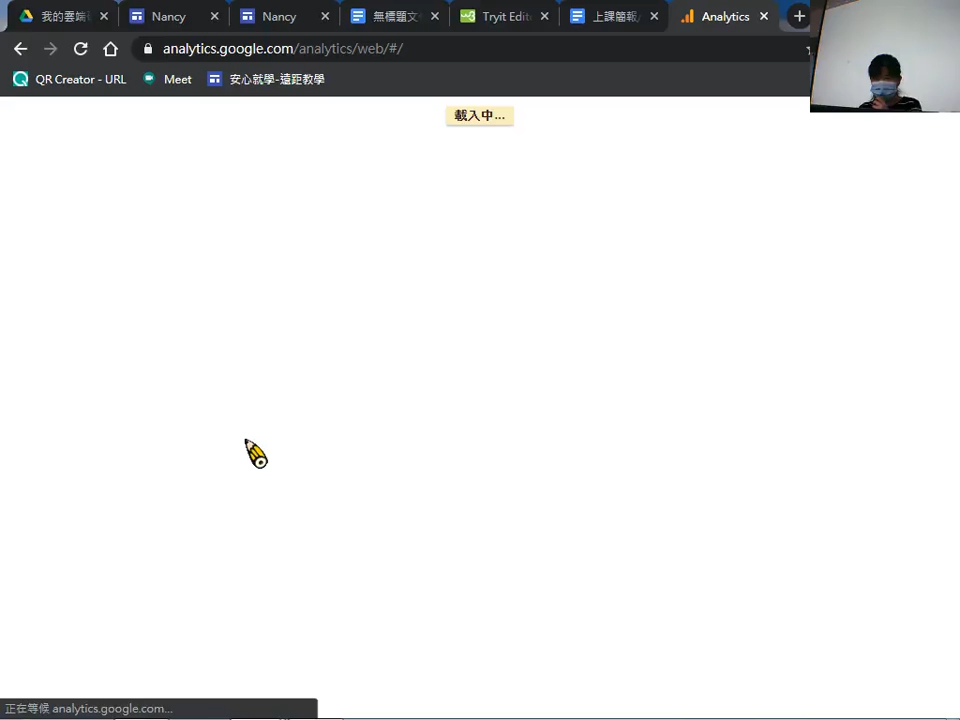 我的雲端
Nancy
Nancy
無標題文
Tryit Edit
上課簡報
Analytics
analytics.google.com/analytics/web/#/
QR Creator - URL
Meet
安心就學-遠距教學
載入中...
正在等候 analytics.google.com...